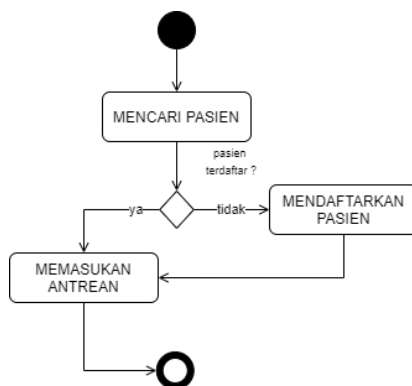 MENCARI PASIEN
pasien
terdaftar ?
ya
tidak
MENDAFTARKAN
PASIEN
MEMASUKAN
ANTREAN